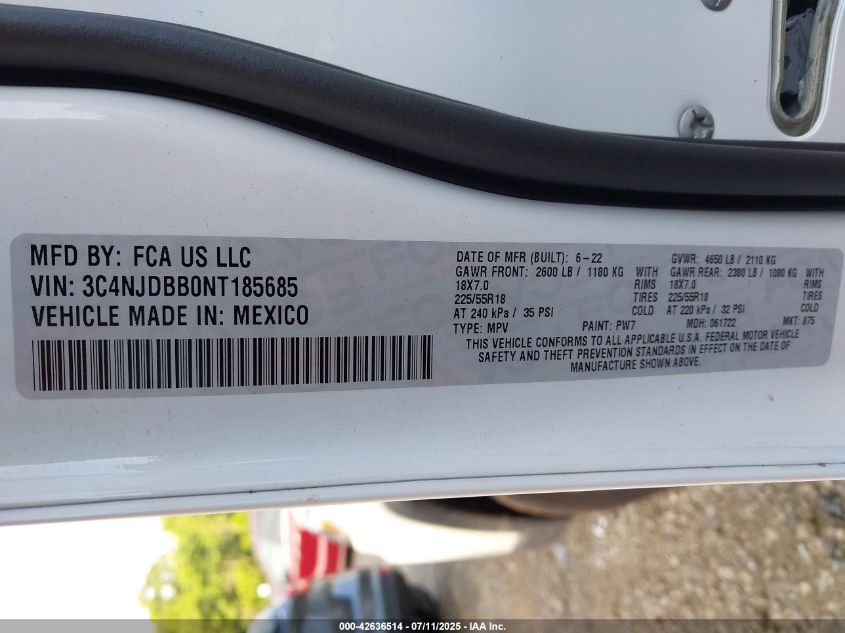 MFD BY: FCA US LLC
VIN: 3C4NJDBB0NT185685
VEHICLE MADE IN: MEXICO
DATE OF MFR (BUILT): 6-22 GVWR: 4650 LB / 2110 KG
GAWR FRONT: 2600 LB / 1180 KG WITH GAWR REAR: 2380 LB / 1080 KG WITH
18X7.0 RIMS 18X7.0 RIMS
225/55R18 TIRES 225/55R18 TIRES
AT 240 kPa / 35 PSI COLD AT 220 kPa / 32 PSI COLD
TYPE: MPV PAINT: PW7 MDH: 061722 MKT: 875
THIS VEHICLE CONFORMS TO ALL APPLICABLE U.S.A. FEDERAL MOTOR VEHICLE
SAFETY AND THEFT PREVENTION STANDARDS IN EFFECT ON THE DATE OF
MANUFACTURE SHOWN ABOVE.
000-42636514 - 07/11/2025 - IAA Inc.